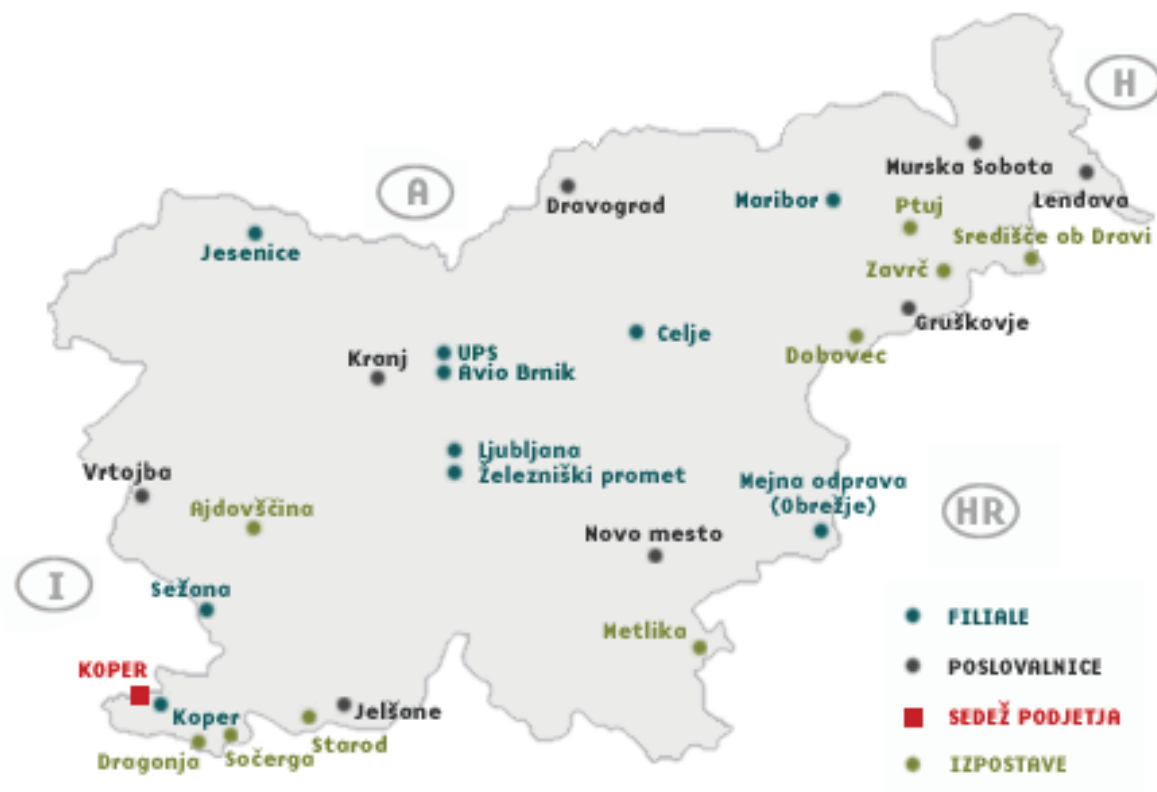 H
A
Murska Sobota
Dravograd
Maribor
Lendava
Ptuj
Jesenice
Središče ob Dravi
Zavrč
Gruškovje
Celje
UPS
Kranj
Dobovec
Avio Brnik
Ljubljana
Vrtojba
Železniški promet
Mejna odprava
(Obrežje)
Ajdovščina
HR
Novo mesto
I
Sežana
FILIALE
Metlika
KOPER
POSLOVALNICE
Koper
Jelšane
SEDEŽ PODJETJA
Starod
Sočerga
Dragonja
IZPOSTAVE